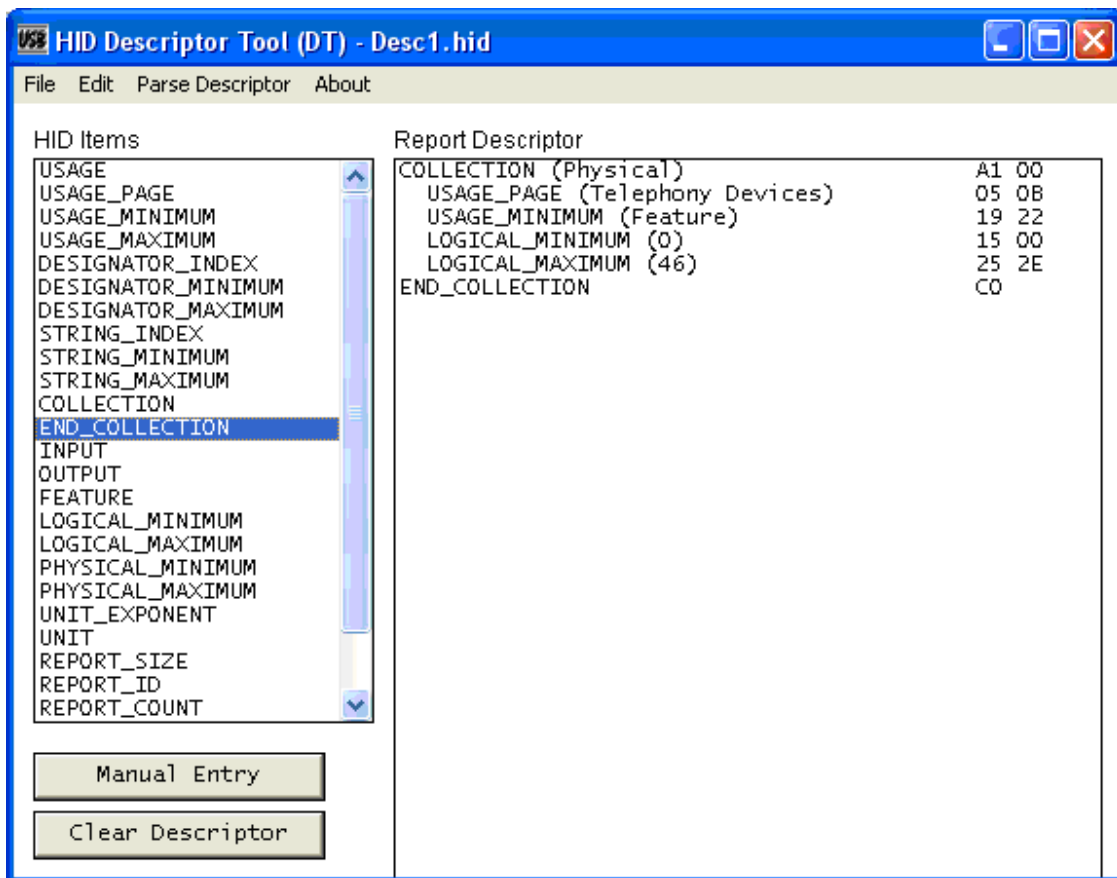 USB HID Descriptor Tool (DT) - Desc1.hid
File Edit Parse Descriptor About
HID Items
USAGE
USAGE_PAGE
USAGE_MINIMUM
USAGE_MAXIMUM
DESIGNATOR_INDEX
DESIGNATOR_MINIMUM
DESIGNATOR_MAXIMUM
STRING_INDEX
STRING_MINIMUM
STRING_MAXIMUM
COLLECTION
END_COLLECTION
INPUT
OUTPUT
FEATURE
LOGICAL_MINIMUM
LOGICAL_MAXIMUM
PHYSICAL_MINIMUM
PHYSICAL_MAXIMUM
UNIT_EXPONENT
UNIT
REPORT_SIZE
REPORT_ID
REPORT_COUNT
Manual Entry
Clear Descriptor
Report Descriptor
COLLECTION (Physical) A1 00
USAGE_PAGE (Telephony Devices) 05 0B
USAGE_MINIMUM (Feature) 19 22
LOGICAL_MINIMUM (0) 15 00
LOGICAL_MAXIMUM (46) 25 2E
END_COLLECTION C0